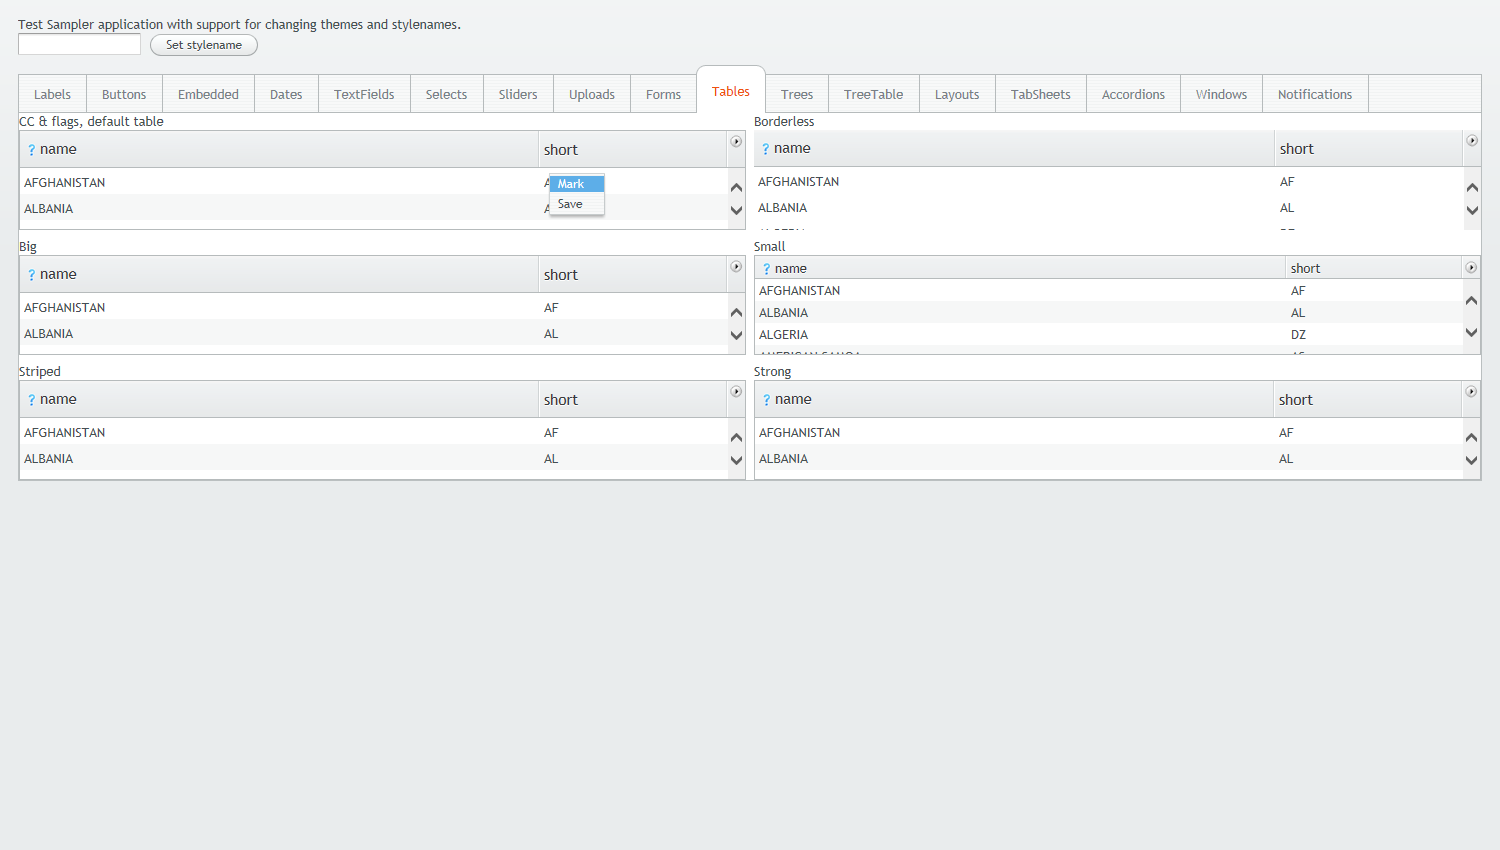 Test Sampler application with support for changing themes and stylenames.
Set stylename
Labels Buttons Embedded Dates TextFields Selects Sliders Uploads Forms Tables Trees TreeTable Layouts TabSheets Accordions Windows Notifications
CC & flags, default table
? name short
AFGHANISTAN
ALBANIA
Mark
Save
Borderless
? name short
AFGHANISTAN AF
ALBANIA AL
Big
? name short
AFGHANISTAN AF
ALBANIA AL
Small
? name short
AFGHANISTAN AF
ALBANIA AL
ALGERIA DZ
Striped
? name short
AFGHANISTAN AF
ALBANIA AL
Strong
? name short
AFGHANISTAN AF
ALBANIA AL